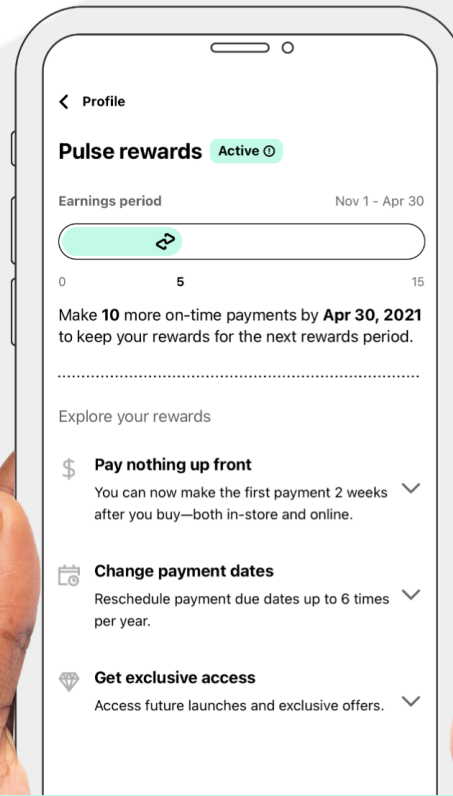 Profile
Pulse rewards Active
Earnings period Nov 1 - Apr 30
0 5 15
Make 10 more on-time payments by Apr 30, 2021
to keep your rewards for the next rewards period.
Explore your rewards
$ Pay nothing up front
You can now make the first payment 2 weeks
after you buy—both in-store and online.
Change payment dates
Reschedule payment due dates up to 6 times
per year.
Get exclusive access
Access future launches and exclusive offers.